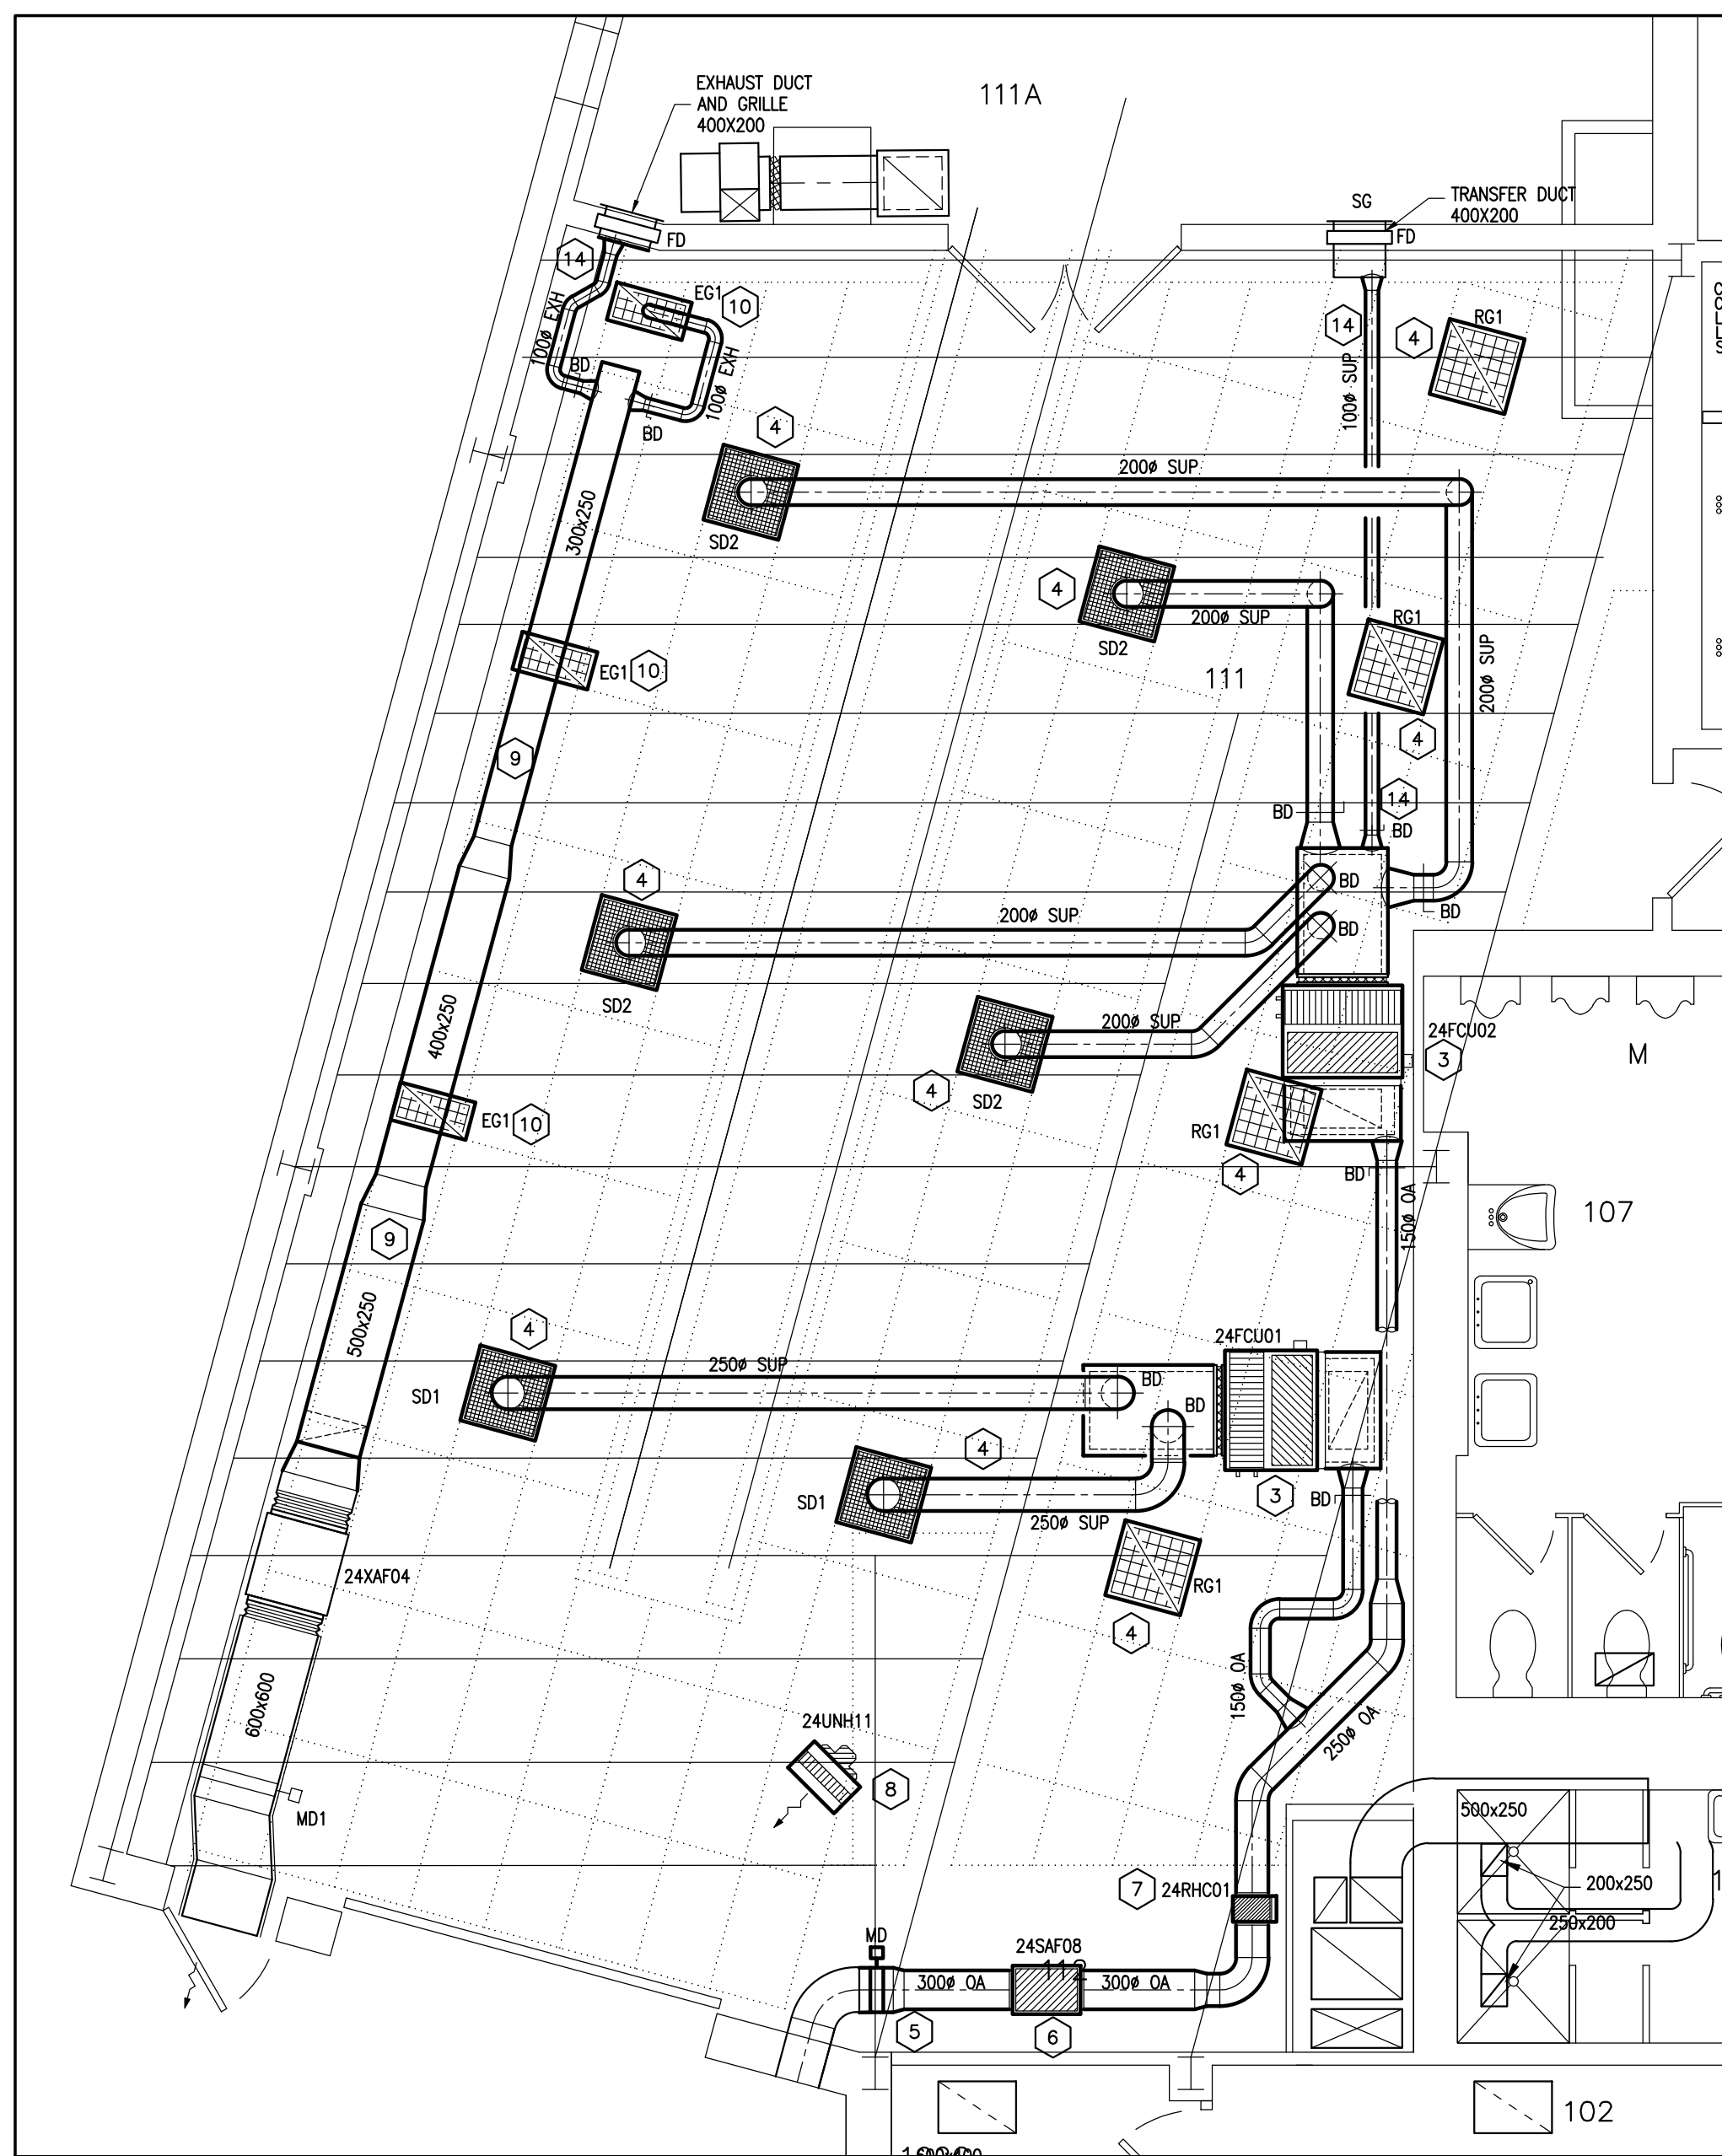 EXHAUST DUCT
AND GRILLE
400X200
111A
SG
TRANSFER DUCT
400X200
FD
FD
14
EG1
10
100ø EXH
BD
100ø EXH
BD
14
4
RG1
100ø SUP
4
200ø SUP
300x250
SD2
4
200ø SUP
SD2
RG1
EG1
10
111
200ø SUP
4
9
14
BD
BD
4
BD
200ø SUP
BD
BD
SD2
400x250
200ø SUP
24FCU02
3
M
4
SD2
EG1
10
RG1
4
BD
150ø OA
107
9
500x250
4
24FCU01
250ø SUP
BD
SD1
BD
4
SD1
3
BD
250ø SUP
24XAF04
RG1
4
600x600
150ø OA
250ø OA
24UNH11
8
MD1
500x250
7
24RHC01
200x250
250x200
MD
24SAF08
112
300ø OA
300ø OA
5
6
102